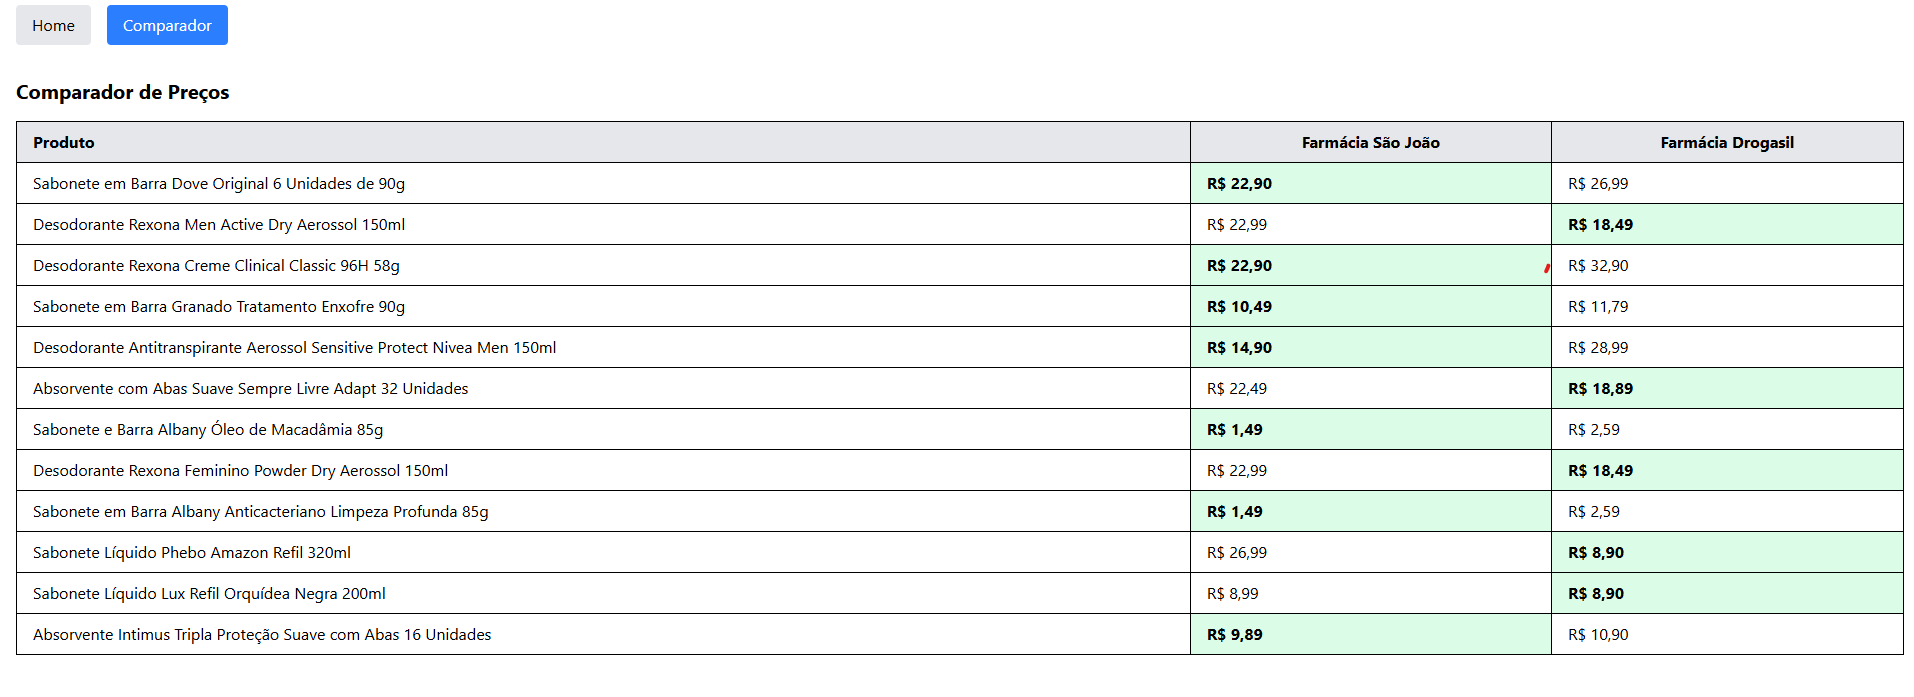 Home Comparador
Comparador de Preços
Produto Farmácia São João Farmácia Drogasil
Sabonete em Barra Dove Original 6 Unidades de 90g R$ 22,90 R$ 26,99
Desodorante Rexona Men Active Dry Aerossol 150ml R$ 22,99 R$ 18,49
Desodorante Rexona Creme Clinical Classic 96H 58g R$ 22,90 R$ 32,90
Sabonete em Barra Granado Tratamento Enxofre 90g R$ 10,49 R$ 11,79
Desodorante Antitranspirante Aerossol Sensitive Protect Nivea Men 150ml R$ 14,90 R$ 28,99
Absorvente com Abas Suave Sempre Livre Adapt 32 Unidades R$ 22,49 R$ 18,89
Sabonete e Barra Albany Óleo de Macadâmia 85g R$ 1,49 R$ 2,59
Desodorante Rexona Feminino Powder Dry Aerossol 150ml R$ 22,99 R$ 18,49
Sabonete em Barra Albany Anticacteriano Limpeza Profunda 85g R$ 1,49 R$ 2,59
Sabonete Líquido Phebo Amazon Refil 320ml R$ 26,99 R$ 8,90
Sabonete Líquido Lux Refil Orquídea Negra 200ml R$ 8,99 R$ 8,90
Absorvente Intimus Tripla Proteção Suave com Abas 16 Unidades R$ 9,89 R$ 10,90